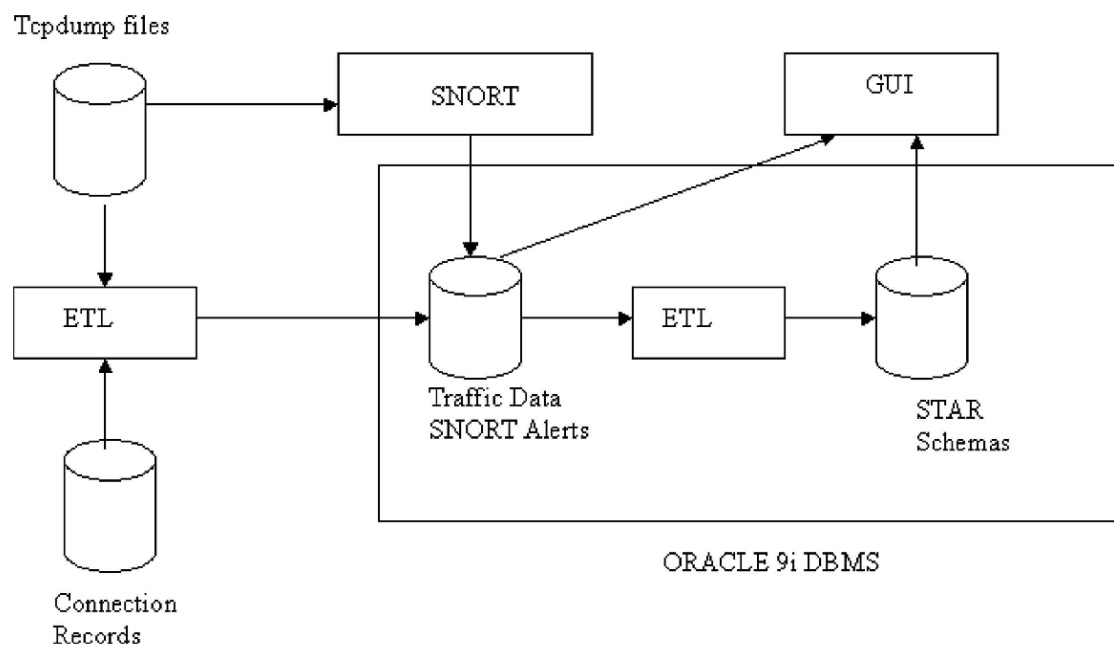 Tcpdump files
SNORT
GUI
ETL
ETL
Traffic Data
SNORT Alerts
STAR
Schemas
ORACLE 9i DBMS
Connection
Records